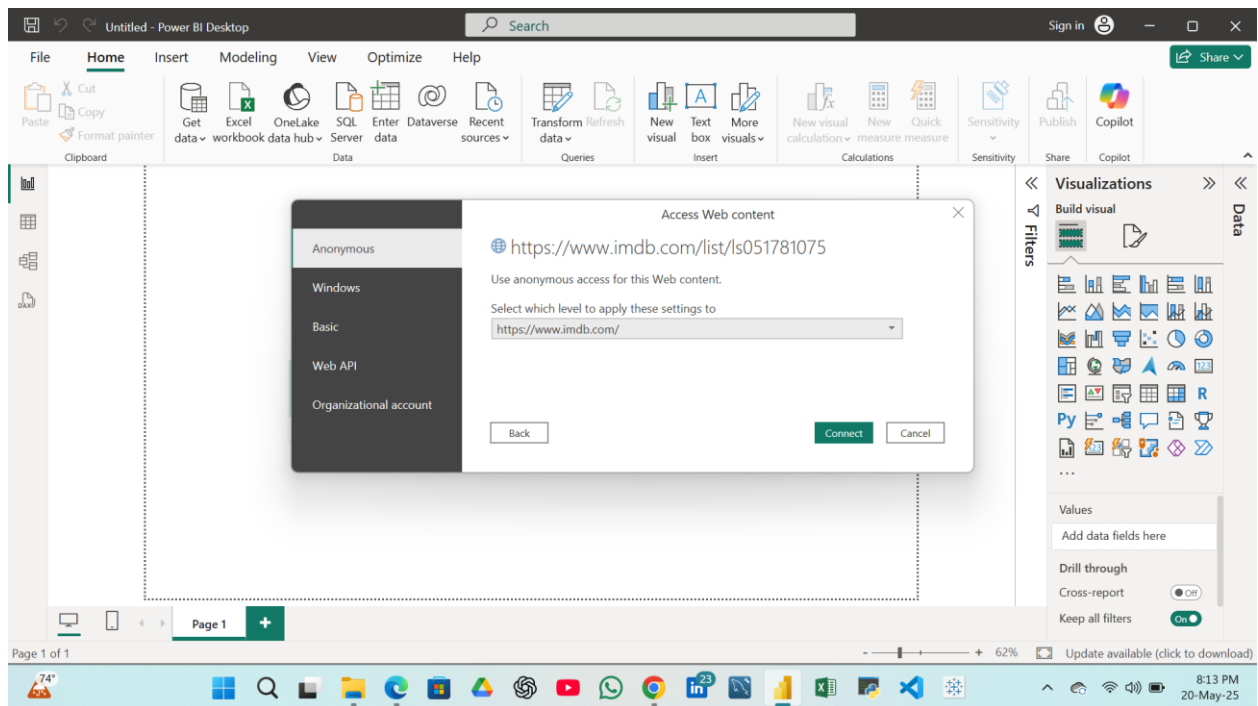 Untitled - Power BI Desktop
Search
Sign in
File Home Insert Modeling View Optimize Help
Share
Paste
Cut
Copy
Format painter
Clipboard
Get data
Excel workbook
OneLake data hub
SQL Server
Enter data
Dataverse
Recent sources
Data
Transform data
Refresh
Queries
New visual
Text box
More visuals
Insert
New visual calculation
New measure
Quick measure
Calculations
Sensitivity
Sensitivity
Publish
Share
Copilot
Copilot
Access Web content
Anonymous
Windows
Basic
Web API
Organizational account
https://www.imdb.com/list/ls051781075
Use anonymous access for this Web content.
Select which level to apply these settings to
https://www.imdb.com/
Back
Connect
Cancel
Filters
Visualizations
Build visual
123
R
Py
123
...
Values
Add data fields here
Drill through
Cross-report
Off
Keep all filters
On
Data
Page 1
Page 1 of 1
62%
Update available (click to download)
74°
23
8:13 PM
20-May-25